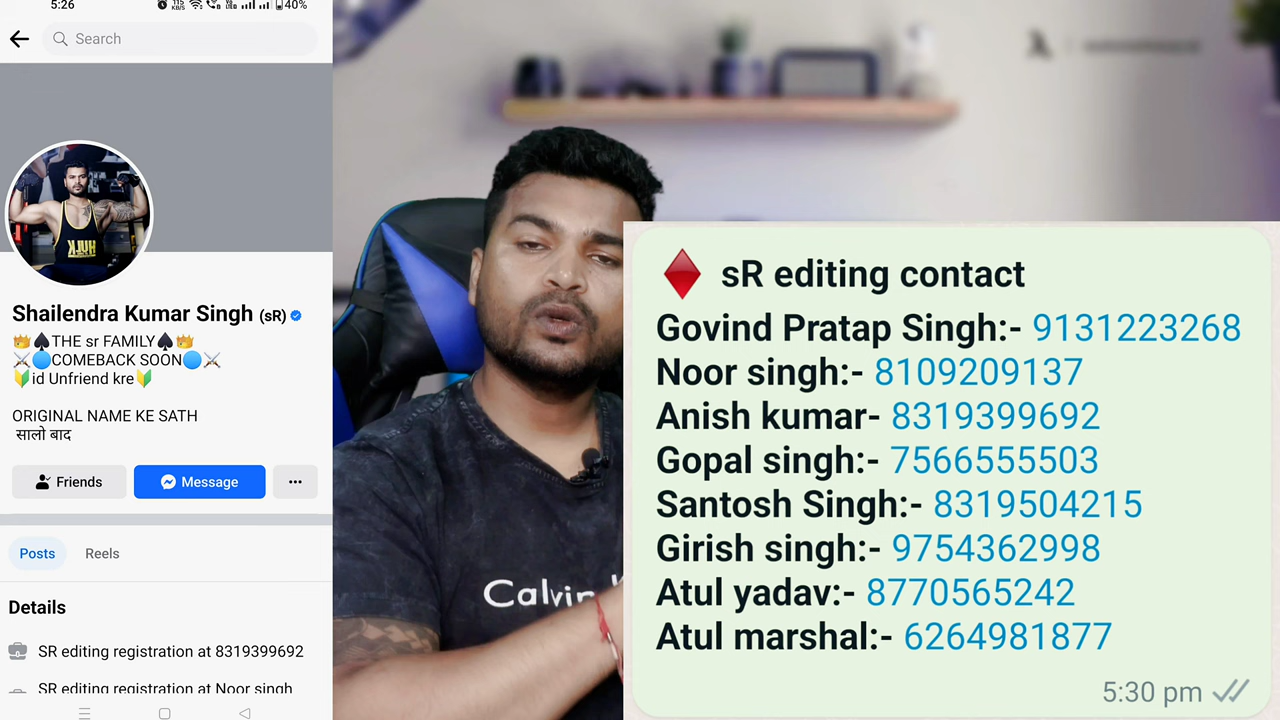 5:26
40%
Search
Shailendra Kumar Singh (sR)
THE sr FAMILY
COMEBACK SOON
id Unfriend kre
ORIGINAL NAME KE SATH
सालो बाद
Friends
Message
Posts
Reels
Details
SR editing registration at 8319399692
SR editing registration at Noor singh
HULK
Calvin
sR editing contact
Govind Pratap Singh:- 9131223268
Noor singh:- 8109209137
Anish kumar- 8319399692
Gopal singh:- 7566555503
Santosh Singh:- 8319504215
Girish singh:- 9754362998
Atul yadav:- 8770565242
Atul marshal:- 6264981877
5:30 pm